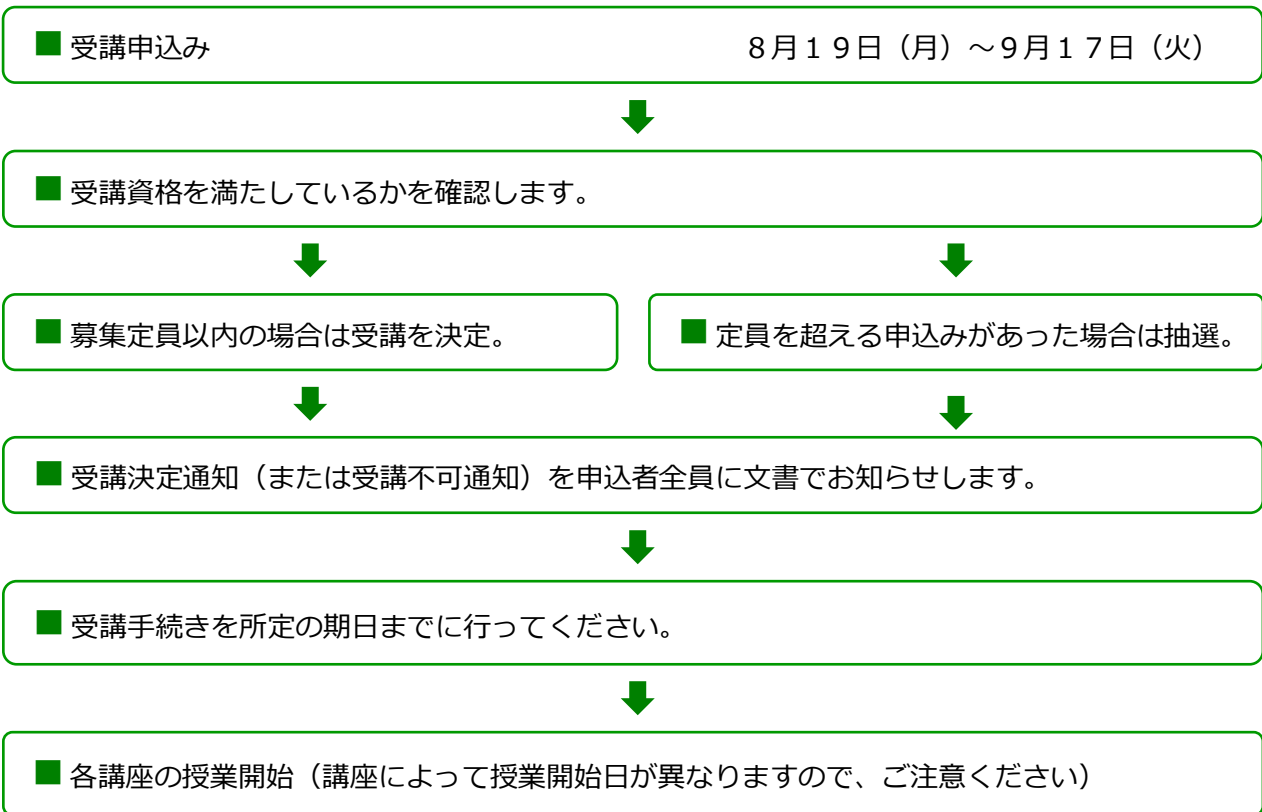 ■ 受講申込み　８月１９日（月）～９月１７日（火）
■ 受講資格を満たしているかを確認します。
■ 募集定員以内の場合は受講を決定。
■ 定員を超える申込みがあった場合は抽選。
■ 受講決定通知（または受講不可通知）を申込者全員に文書でお知らせします。
■ 受講手続きを所定の期日までに行ってください。
■ 各講座の授業開始（講座によって授業開始日が異なりますので、ご注意ください）